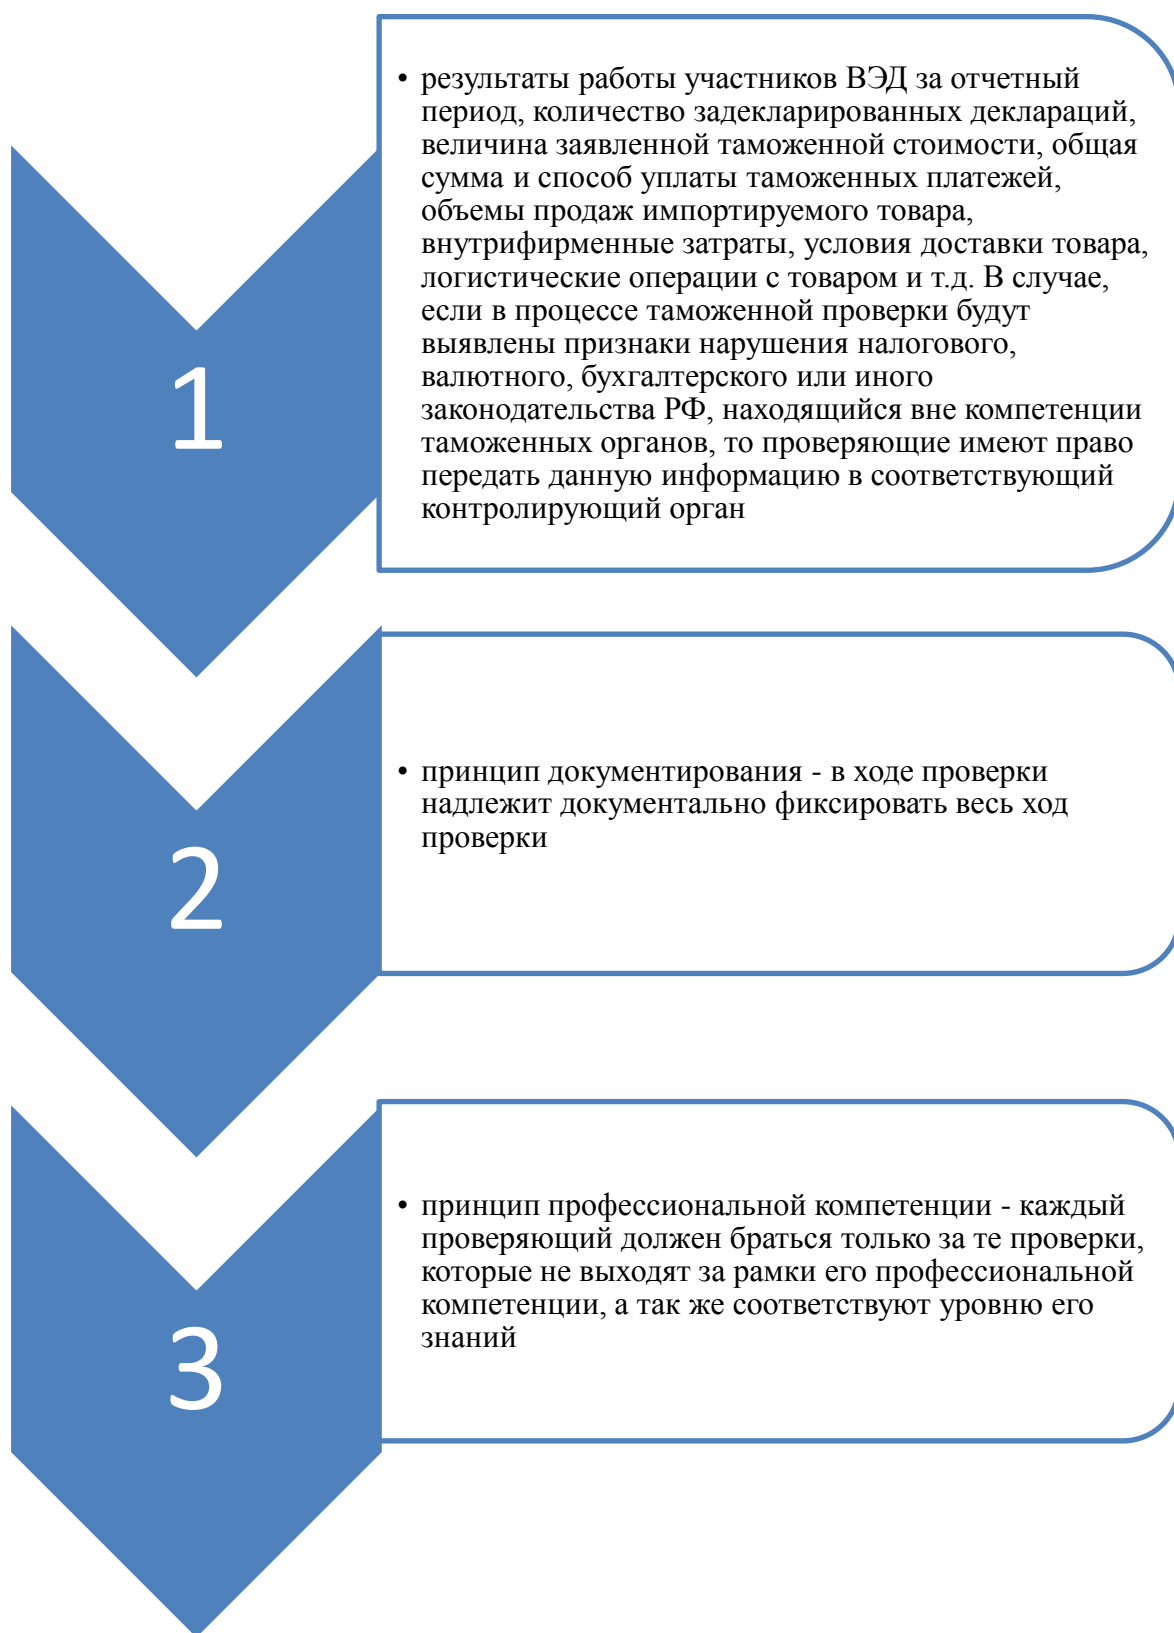 • результаты работы участников ВЭД за отчетный
период, количество задекларированных деклараций,
величина заявленной таможенной стоимости, общая
сумма и способ уплаты таможенных платежей,
объемы продаж импортируемого товара,
внутрифирменные затраты, условия доставки товара,
логистические операции с товаром и т.д. В случае,
если в процессе таможенной проверки будут
выявлены признаки нарушения налогового,
валютного, бухгалтерского или иного
законодательства РФ, находящийся вне компетенции
таможенных органов, то проверяющие имеют право
передать данную информацию в соответствующий
контролирующий орган
1
• принцип документирования - в ходе проверки
надлежит документально фиксировать весь ход
проверки
2
• принцип профессиональной компетенции - каждый
проверяющий должен браться только за те проверки,
которые не выходят за рамки его профессиональной
компетенции, а так же соответствуют уровню его
знаний
3